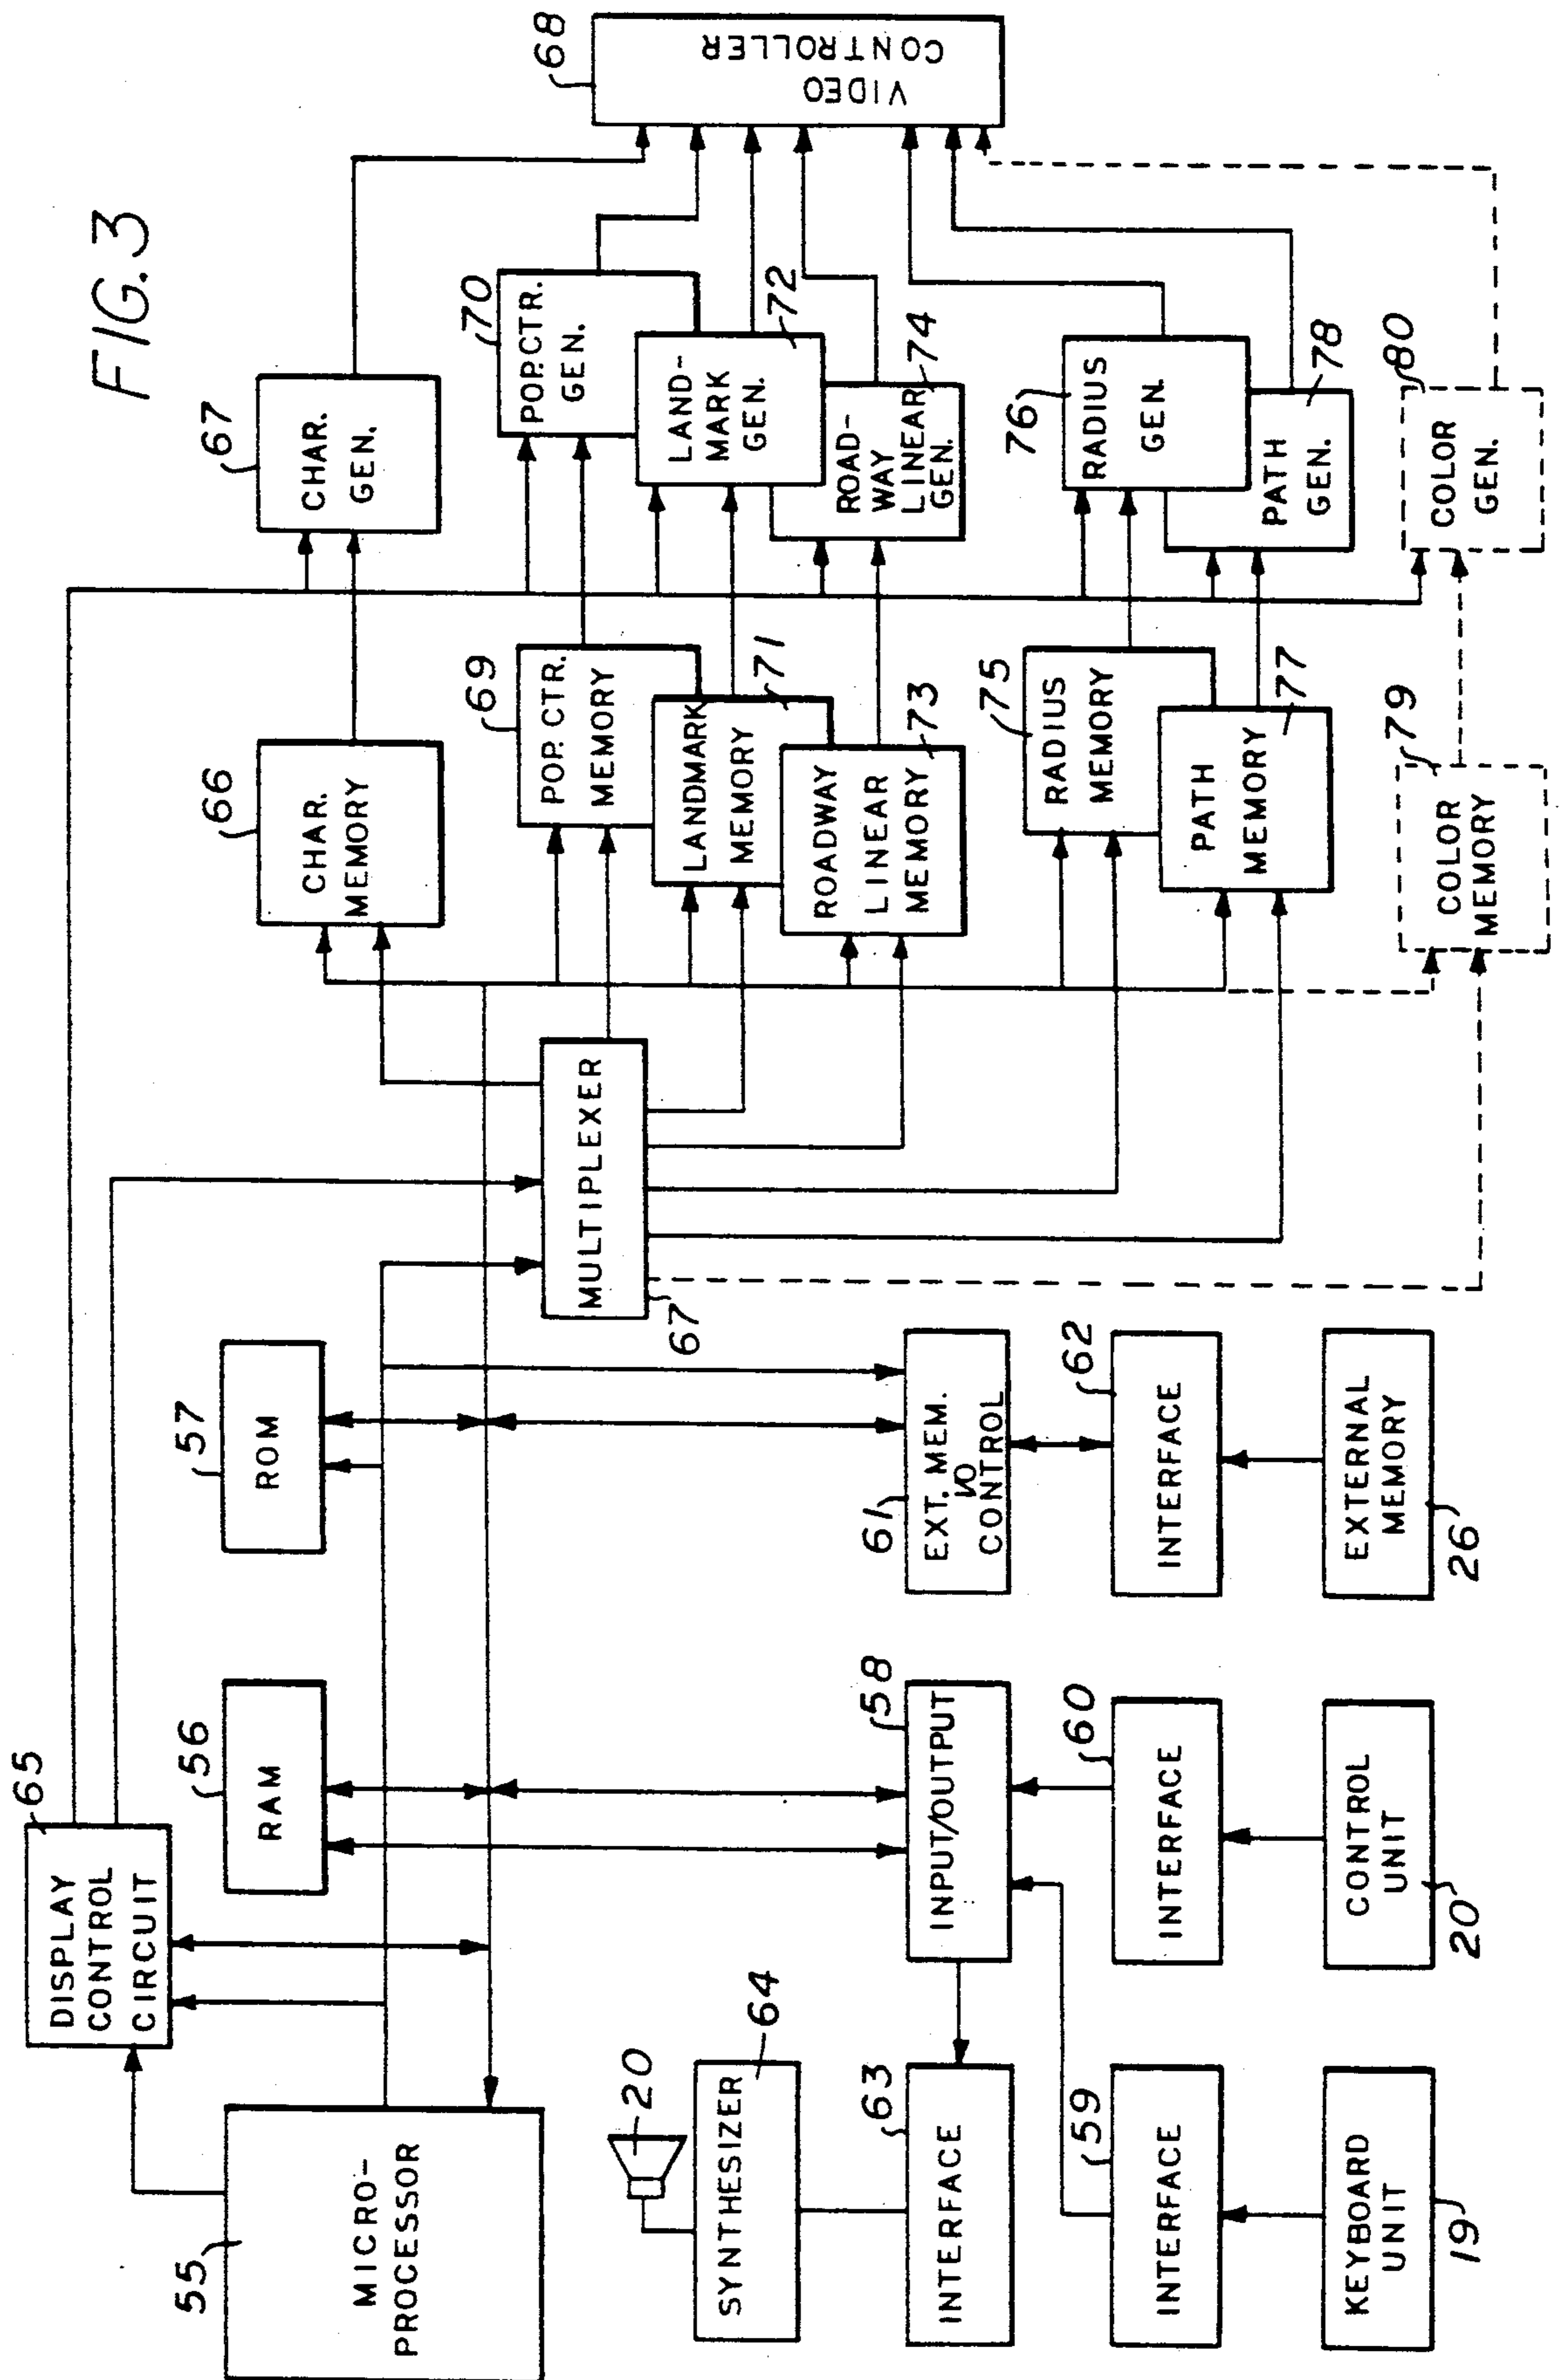 FIG. 3
65
DISPLAY
CONTROL
CIRCUIT
55
MICRO-
PROCESSOR
56
RAM
57
ROM
66
CHAR.
MEMORY
67
CHAR.
GEN.
68
VIDEO
CONTROLLER
20
64
SYNTHESIZER
63
INTERFACE
58
INPUT/OUTPUT
61
EXT. MEM.
I/O
CONTROL
MULTIPLEXER
67
69
POP. CTR.
MEMORY
70
POP. CTR.
GEN.
71
LANDMARK
MEMORY
72
LAND-
MARK
GEN.
73
ROADWAY
LINEAR
MEMORY
74
ROAD-
WAY
LINEAR
GEN.
59
INTERFACE
60
INTERFACE
62
INTERFACE
75
RADIUS
MEMORY
76
RADIUS
GEN.
77
PATH
MEMORY
78
PATH
GEN.
KEYBOARD
UNIT
19
CONTROL
UNIT
20
EXTERNAL
MEMORY
26
79
COLOR
MEMORY
80
COLOR
GEN.